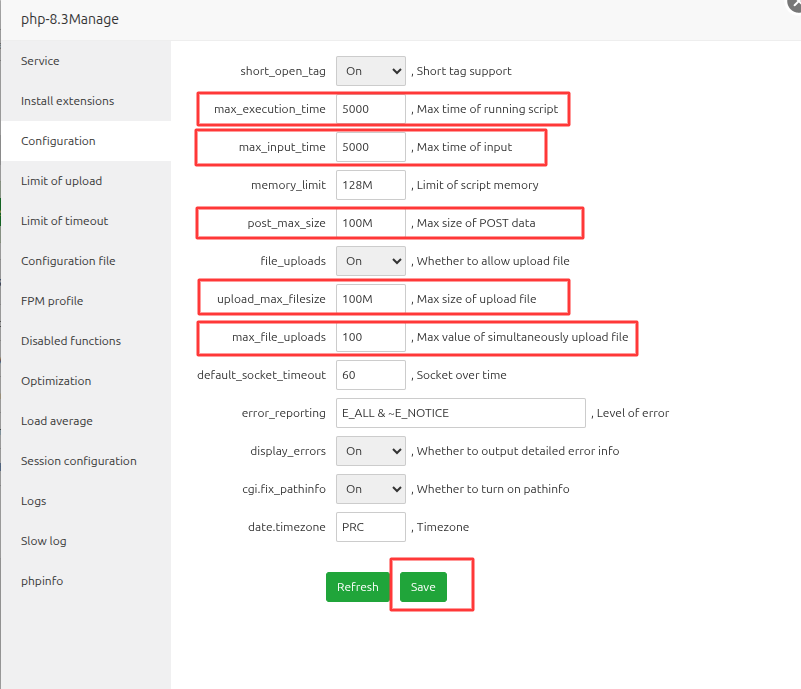 php-8.3Manage
Service
Install extensions
Configuration
Limit of upload
Limit of timeout
Configuration file
FPM profile
Disabled functions
Optimization
Load average
Session configuration
Logs
Slow log
phpinfo
short_open_tag On , Short tag support
max_execution_time 5000 , Max time of running script
max_input_time 5000 , Max time of input
memory_limit 128M , Limit of script memory
post_max_size 100M , Max size of POST data
file_uploads On , Whether to allow upload file
upload_max_filesize 100M , Max size of upload file
max_file_uploads 100 , Max value of simultaneously upload file
default_socket_timeout 60 , Socket over time
error_reporting E_ALL & ~E_NOTICE , Level of error
display_errors On , Whether to output detailed error info
cgi.fix_pathinfo On , Whether to turn on pathinfo
date.timezone PRC , Timezone
Refresh Save